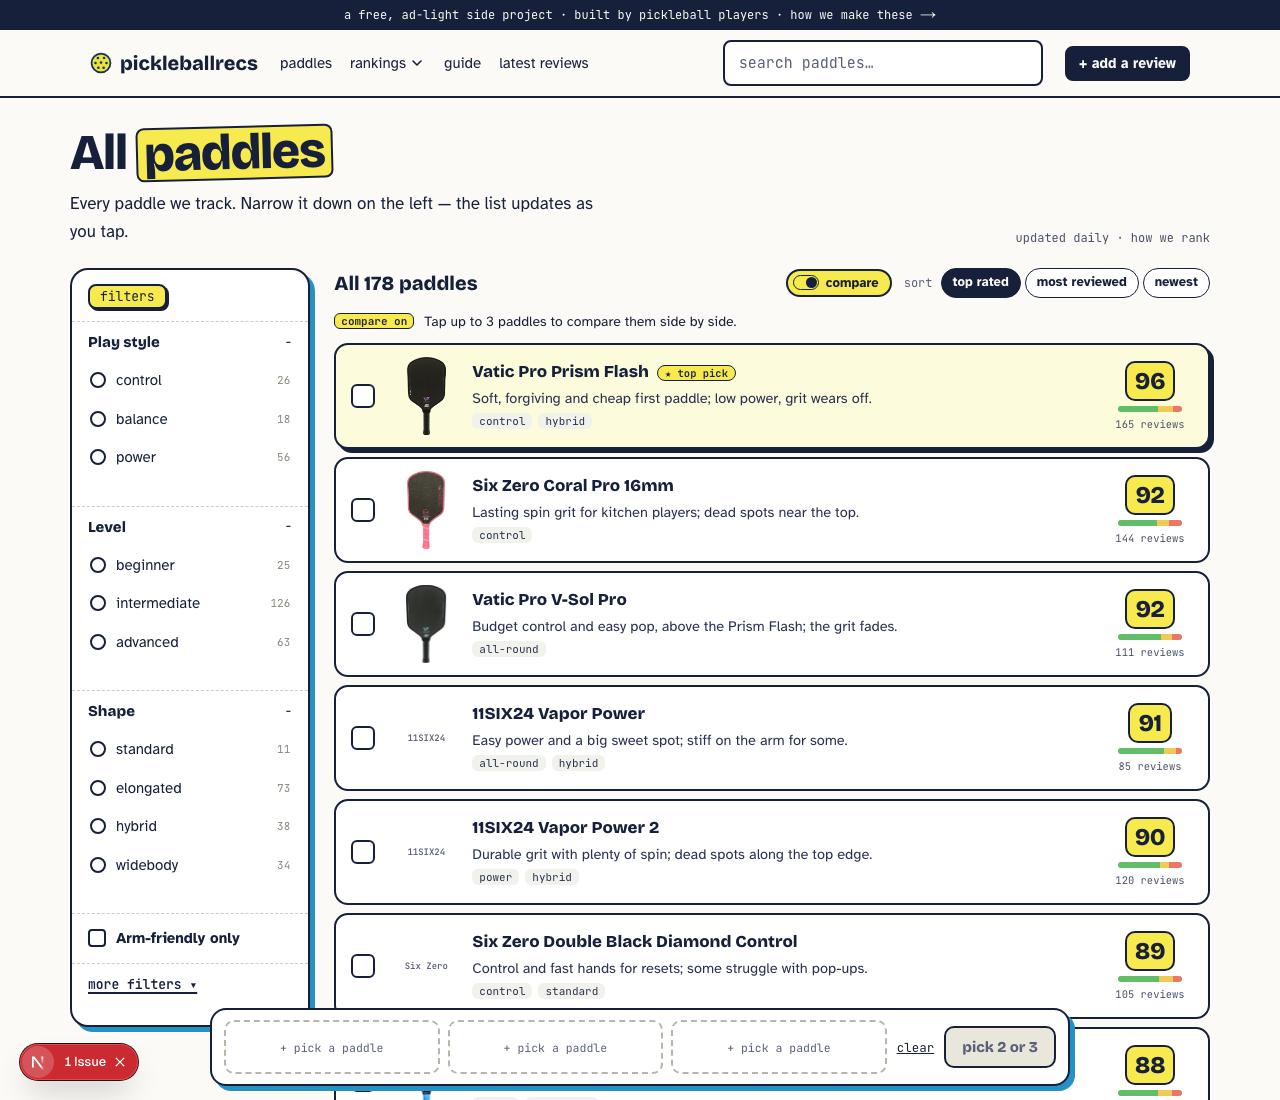 a free, ad-light side project · built by pickleball players · how we make these ⟶
pickleballrecs
paddles
rankings
guide
latest reviews
search paddles…
+ add a review
All paddles
Every paddle we track. Narrow it down on the left — the list updates as
you tap.
updated daily · how we rank
filters
Play style -
control 26
balance 18
power 56
Level -
beginner 25
intermediate 126
advanced 63
Shape -
standard 11
elongated 73
hybrid 38
widebody 34
Arm-friendly only
more filters ▾
All 178 paddles
compare
sort
top rated
most reviewed
newest
compare on Tap up to 3 paddles to compare them side by side.
Vatic Pro Prism Flash ★ top pick
Soft, forgiving and cheap first paddle; low power, grit wears off.
control hybrid
96
165 reviews
Six Zero Coral Pro 16mm
Lasting spin grit for kitchen players; dead spots near the top.
control
92
144 reviews
Vatic Pro V-Sol Pro
Budget control and easy pop, above the Prism Flash; the grit fades.
all-round
92
111 reviews
11SIX24
11SIX24 Vapor Power
Easy power and a big sweet spot; stiff on the arm for some.
all-round hybrid
91
85 reviews
11SIX24
11SIX24 Vapor Power 2
Durable grit with plenty of spin; dead spots along the top edge.
power hybrid
90
120 reviews
Six Zero
Six Zero Double Black Diamond Control
Control and fast hands for resets; some struggle with pop-ups.
control standard
89
105 reviews
88
+ pick a paddle
+ pick a paddle
+ pick a paddle
clear
pick 2 or 3
N 1 Issue